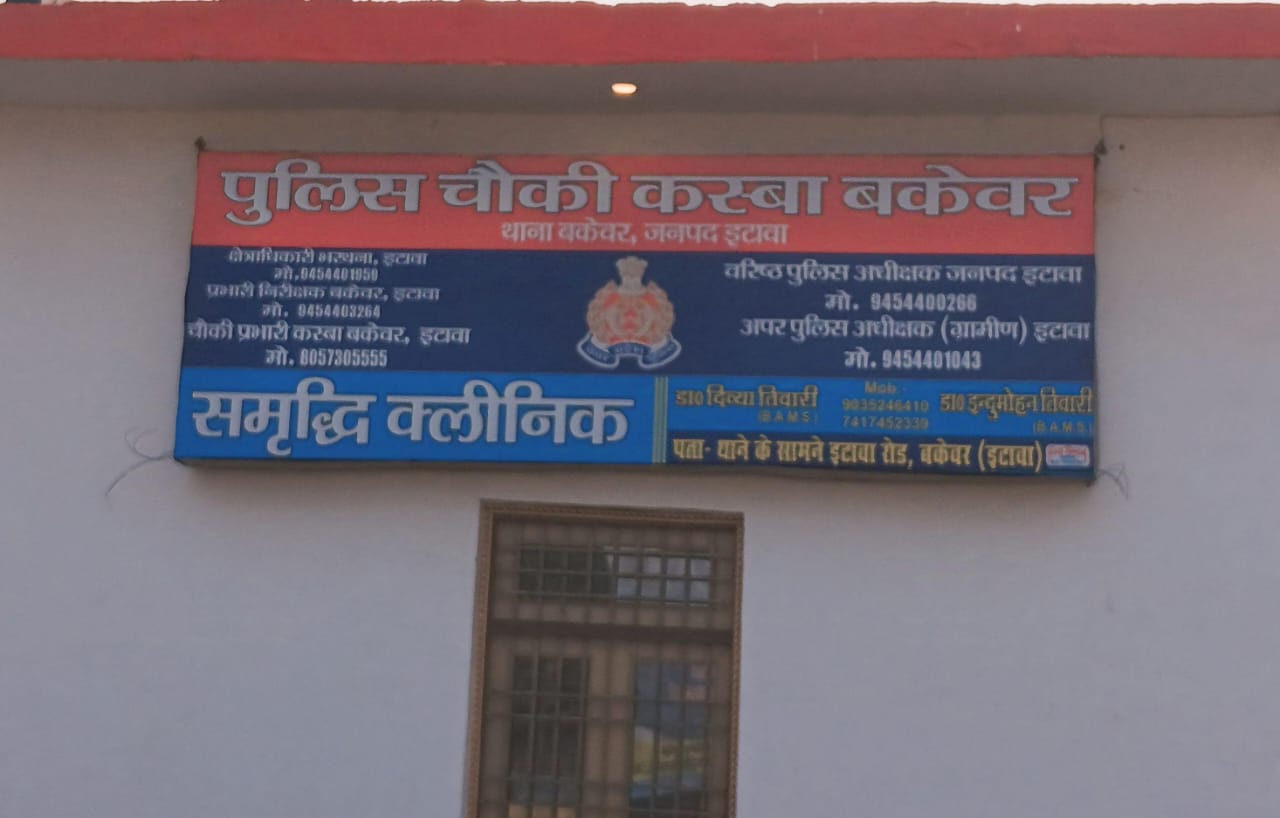 पुलिस चौकी कस्बा बकेवर
थाना बकेवर, जनपद इटावा
क्षेत्राधिकारी भरथना, इटावा
मो.9454401959
प्रभारी निरीक्षक बकेवर, इटावा
मो. 9454403264
चौकी प्रभारी कस्बा बकेवर, इटावा
मो. 8057305555
वरिष्ठ पुलिस अधीक्षक जनपद इटावा
मो. 9454400266
अपर पुलिस अधीक्षक (ग्रामीण) इटावा
मो. 9454401043
समृद्धि क्लीनिक
डा0 दिव्या तिवारी
(B.A.M.S.)
Mob.-
9035246410
7417452339
डा0 इन्दुमोहन तिवारी
(B.A.M.S.)
पता- थाने के सामने इटावा रोड, बकेवर (इटावा)